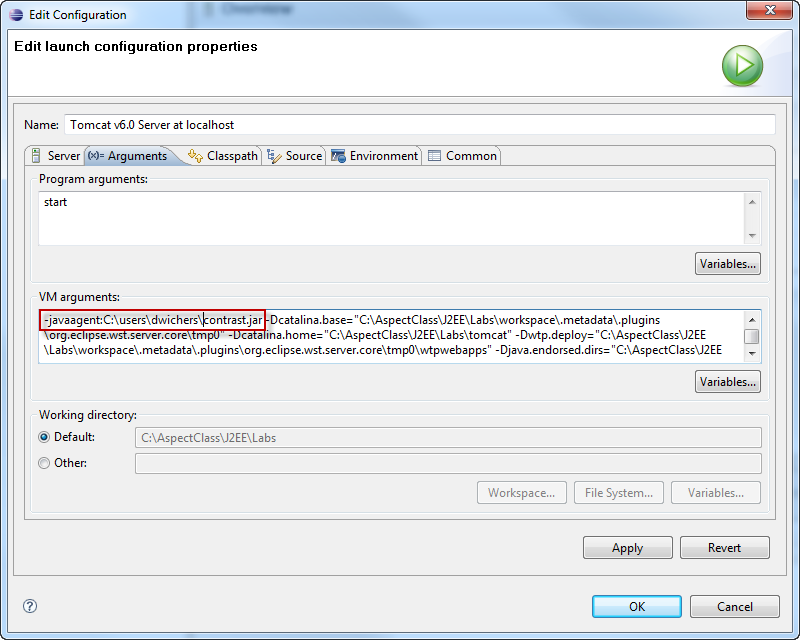 Edit Configuration
Edit launch configuration properties
Name: Tomcat v6.0 Server at localhost
Server (x)= Arguments Classpath Source Environment Common
Program arguments:
start
Variables...
VM arguments:
-javaagent:C:\users\dwichers\contrast.jar -Dcatalina.base="C:\AspectClass\J2EE\Labs\workspace\.metadata\.plugins
\org.eclipse.wst.server.core\tmp0" -Dcatalina.home="C:\AspectClass\J2EE\Labs\tomcat" -Dwtp.deploy="C:\AspectClass\J2EE
\Labs\workspace\.metadata\.plugins\org.eclipse.wst.server.core\tmp0\wtpwebapps" -Djava.endorsed.dirs="C:\AspectClass\J2EE
Variables...
Working directory:
Default: C:\AspectClass\J2EE\Labs
Other:
Workspace... File System... Variables...
Apply Revert
? OK Cancel